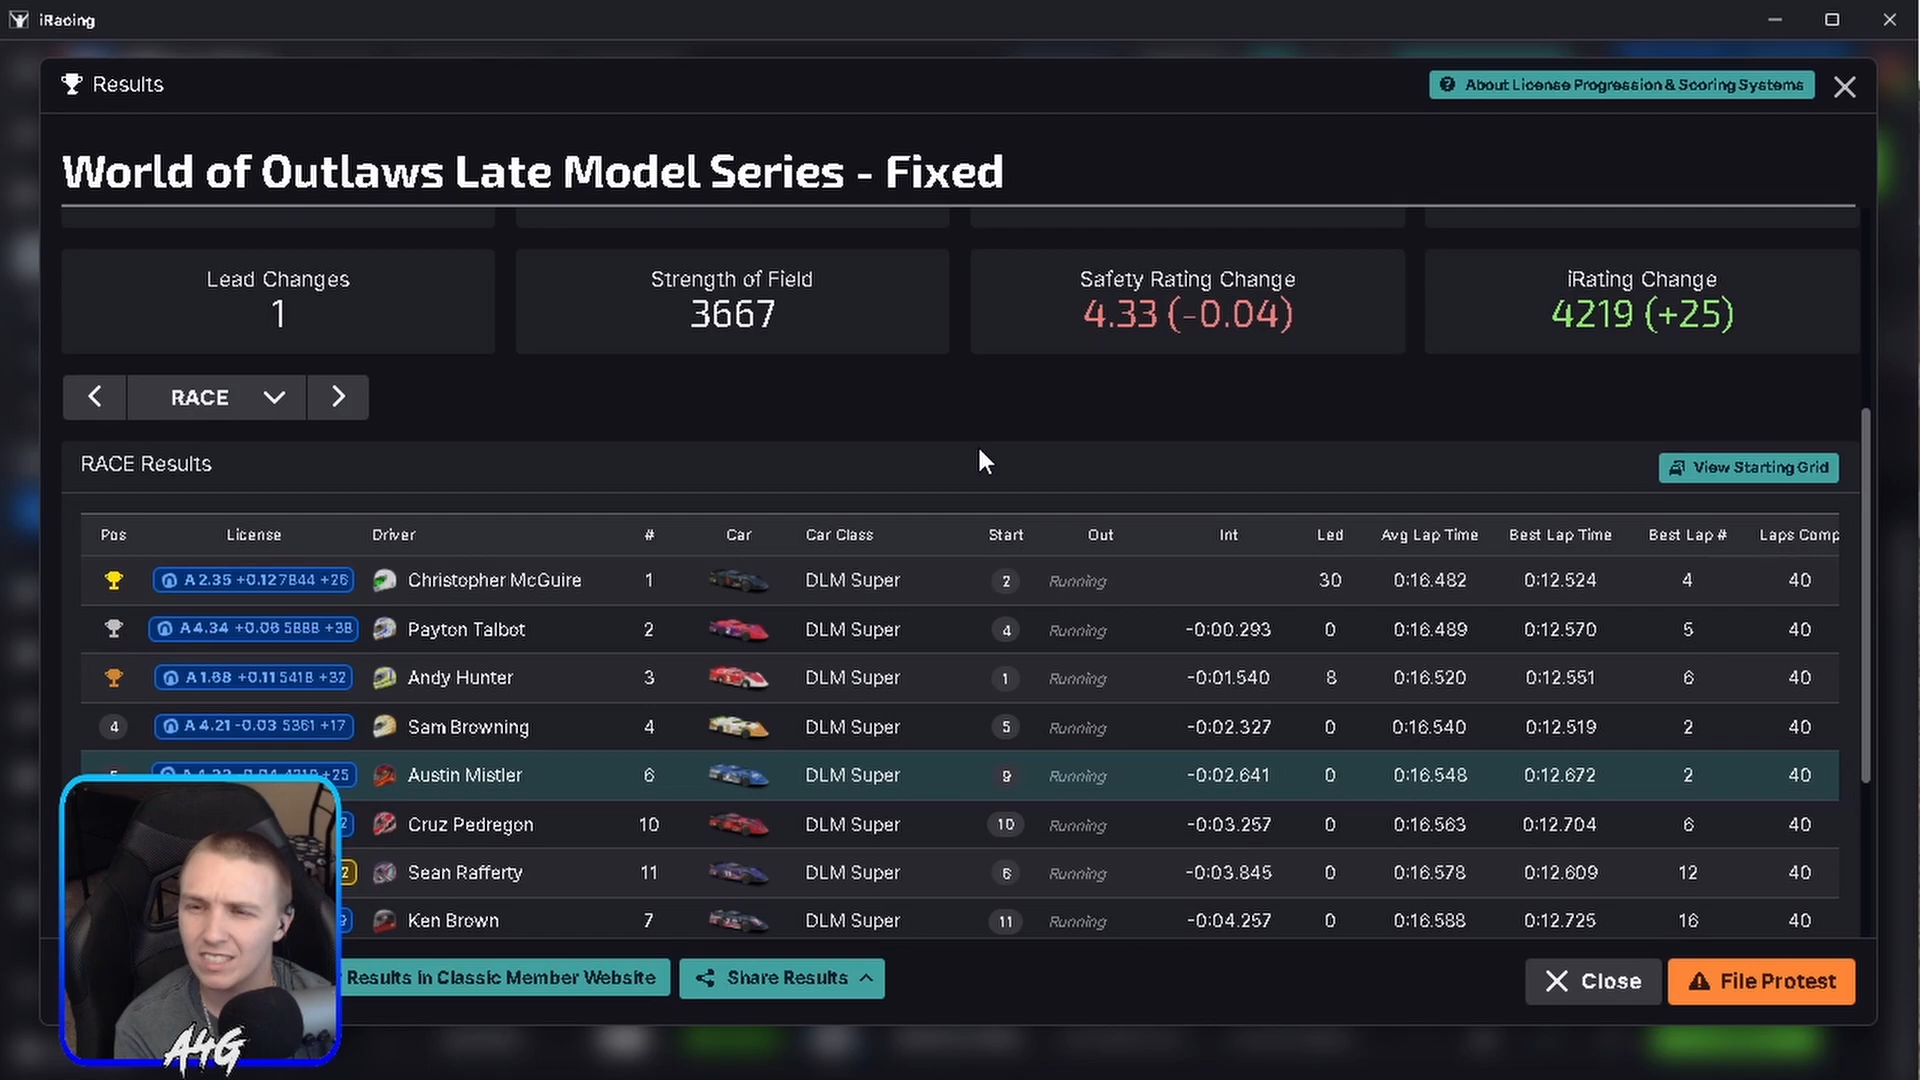 iRacing
Results
About License Progression & Scoring Systems
World of Outlaws Late Model Series - Fixed
Lead Changes
1
Strength of Field
3667
Safety Rating Change
4.33 (-0.04)
iRating Change
4219 (+25)
RACE
RACE Results
View Starting Grid
Pos License Driver # Car Car Class Start Out Int Led Avg Lap Time Best Lap Time Best Lap # Laps Comp
A 2.35 +0.12 7844 +26 Christopher McGuire 1 DLM Super 2 Running 30 0:16.482 0:12.524 4 40
A 4.34 +0.06 5888 +38 Payton Talbot 2 DLM Super 4 Running -0:00.293 0 0:16.489 0:12.570 5 40
A 1.68 +0.11 5418 +32 Andy Hunter 3 DLM Super 1 Running -0:01.540 8 0:16.520 0:12.551 6 40
4 A 4.21 -0.03 5361 +17 Sam Browning 4 DLM Super 5 Running -0:02.327 0 0:16.540 0:12.519 2 40
+25 Austin Mistler 6 DLM Super 9 Running -0:02.641 0 0:16.548 0:12.672 2 40
2 Cruz Pedregon 10 DLM Super 10 Running -0:03.257 0 0:16.563 0:12.704 6 40
2 Sean Rafferty 11 DLM Super 6 Running -0:03.845 0 0:16.578 0:12.609 12 40
Ken Brown 7 DLM Super 11 Running -0:04.257 0 0:16.588 0:12.725 16 40
Results in Classic Member Website
Share Results
Close
File Protest
A4G